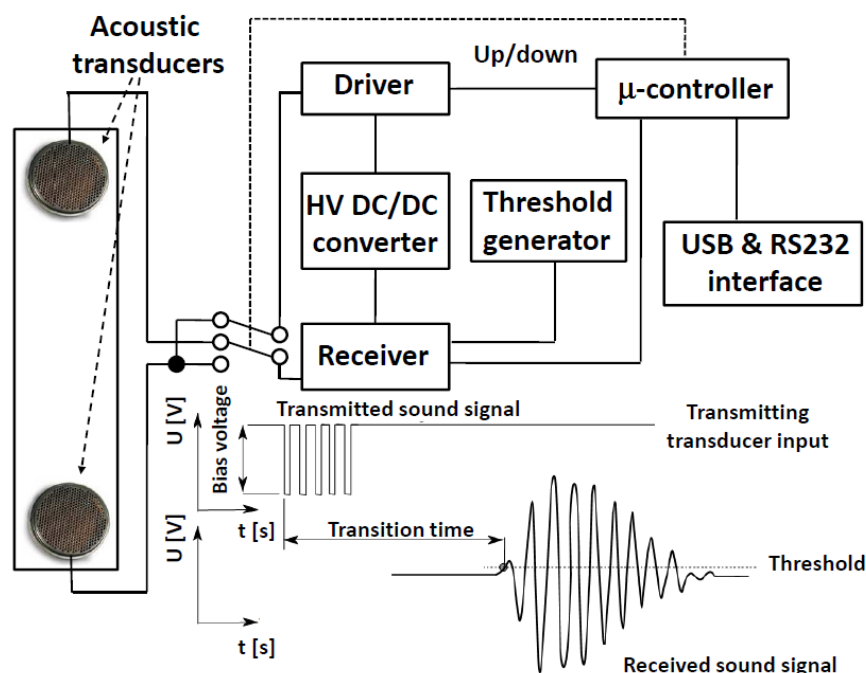 Acoustic
transducers
Up/down
Driver
μ-controller
HV DC/DC
converter
Threshold
generator
USB & RS232
interface
Receiver
U [V]
Bias voltage
Transmitted sound signal
Transmitting
transducer input
t [s]
Transition time
U [V]
Threshold
t [s]
Received sound signal